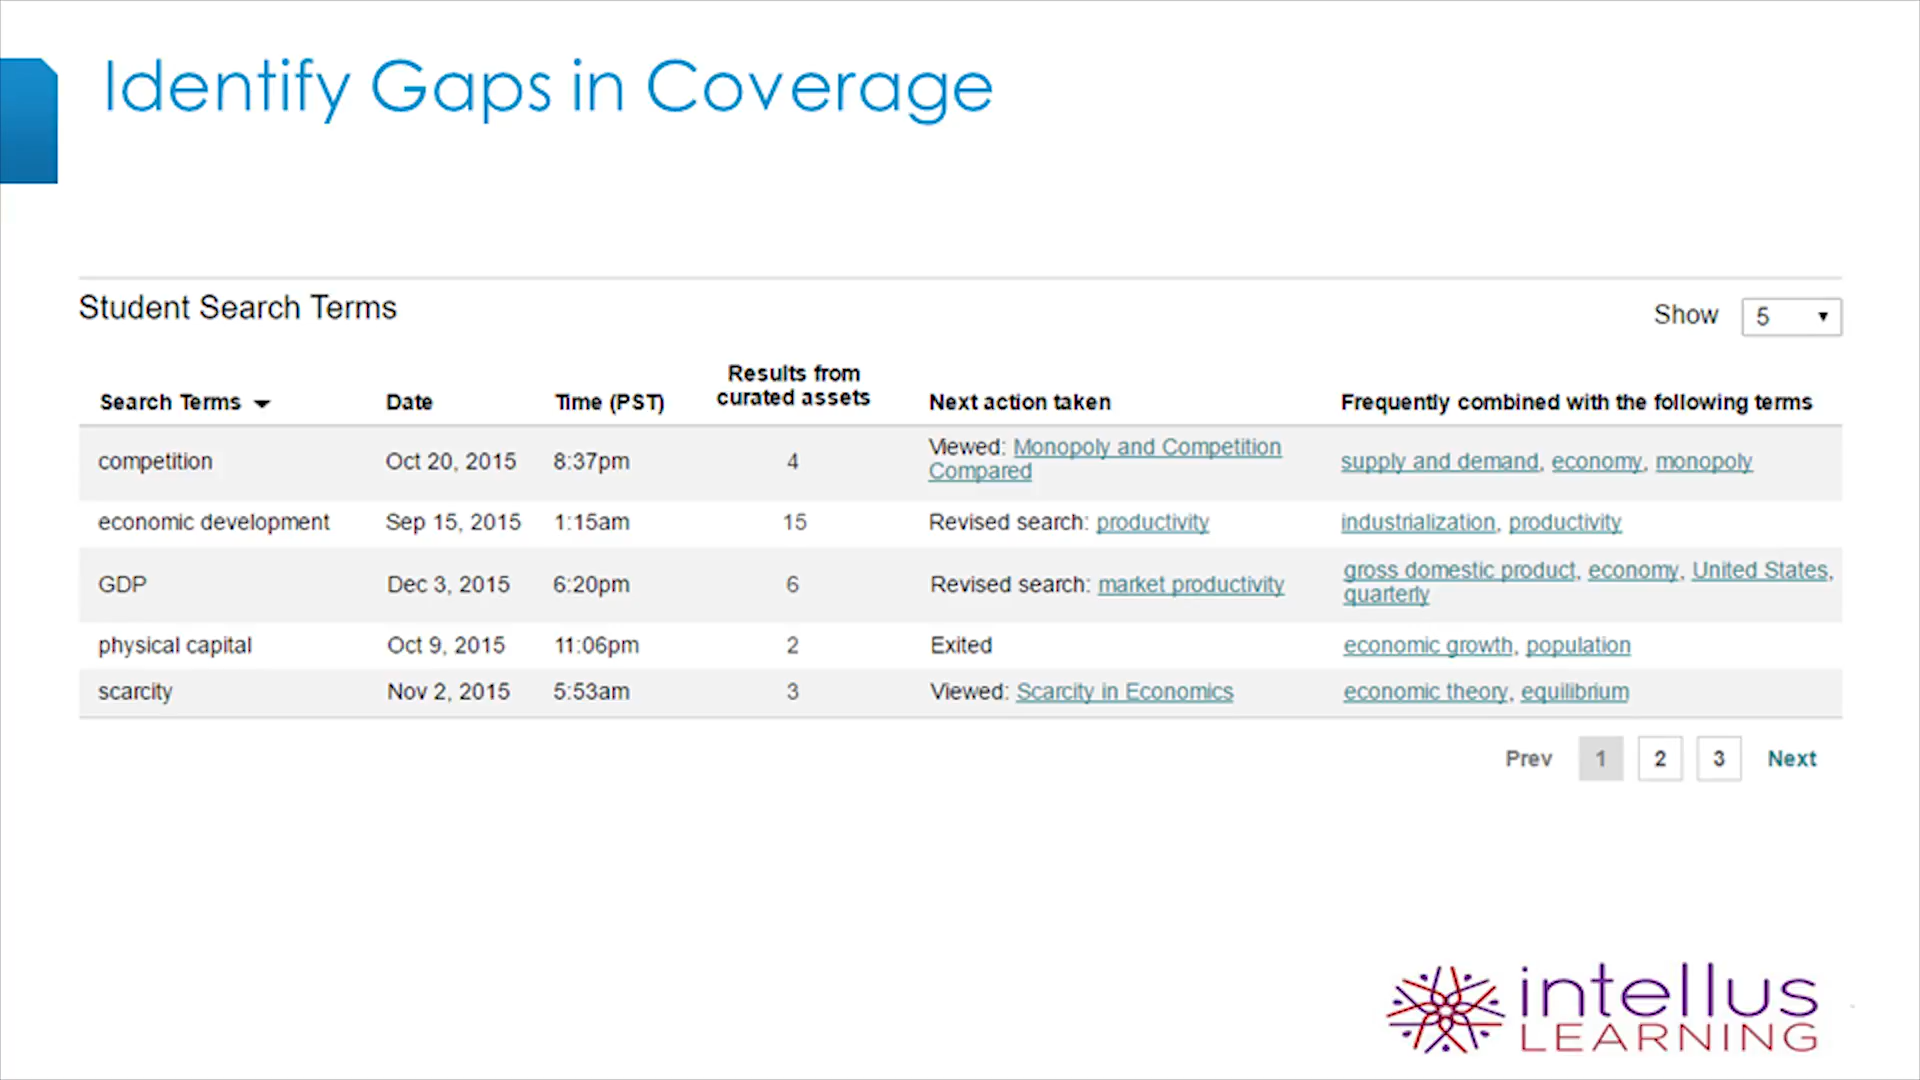 Identify Gaps in Coverage
Student Search Terms
Show 5
Search Terms Date Time (PST) Results from curated assets Next action taken Frequently combined with the following terms
competition Oct 20, 2015 8:37pm 4 Viewed: Monopoly and Competition Compared supply and demand, economy, monopoly
economic development Sep 15, 2015 1:15am 15 Revised search: productivity industrialization, productivity
GDP Dec 3, 2015 6:20pm 6 Revised search: market productivity gross domestic product, economy, United States, quarterly
physical capital Oct 9, 2015 11:06pm 2 Exited economic growth, population
scarcity Nov 2, 2015 5:53am 3 Viewed: Scarcity in Economics economic theory, equilibrium
Prev 1 2 3 Next
intellus
LEARNING